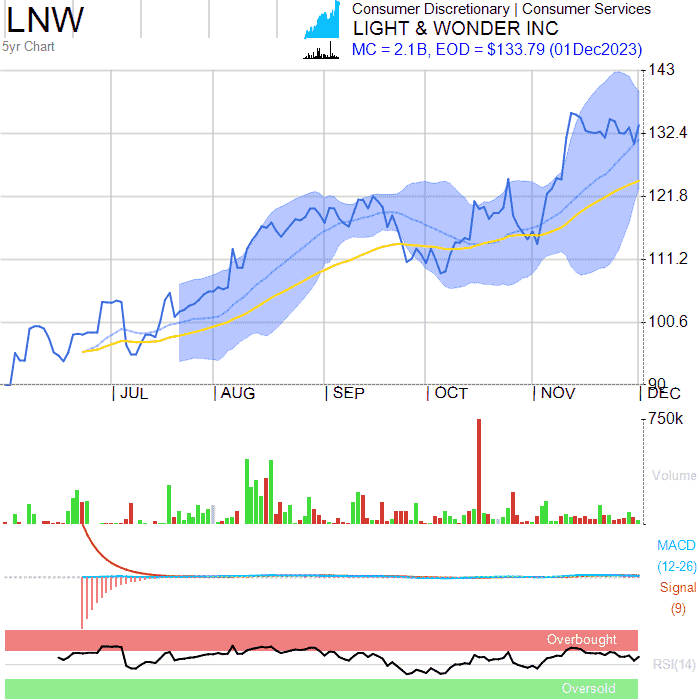 LNW
5yr Chart
Consumer Discretionary | Consumer Services
LIGHT & WONDER INC
MC = 2.1B, EOD = $133.79 (01Dec2023)
143
132.4
121.8
111.2
100.6
90
JUL
AUG
SEP
OCT
NOV
DEC
750k
Volume
MACD
(12-26)
Signal
(9)
Overbought
RSI(14)
Oversold